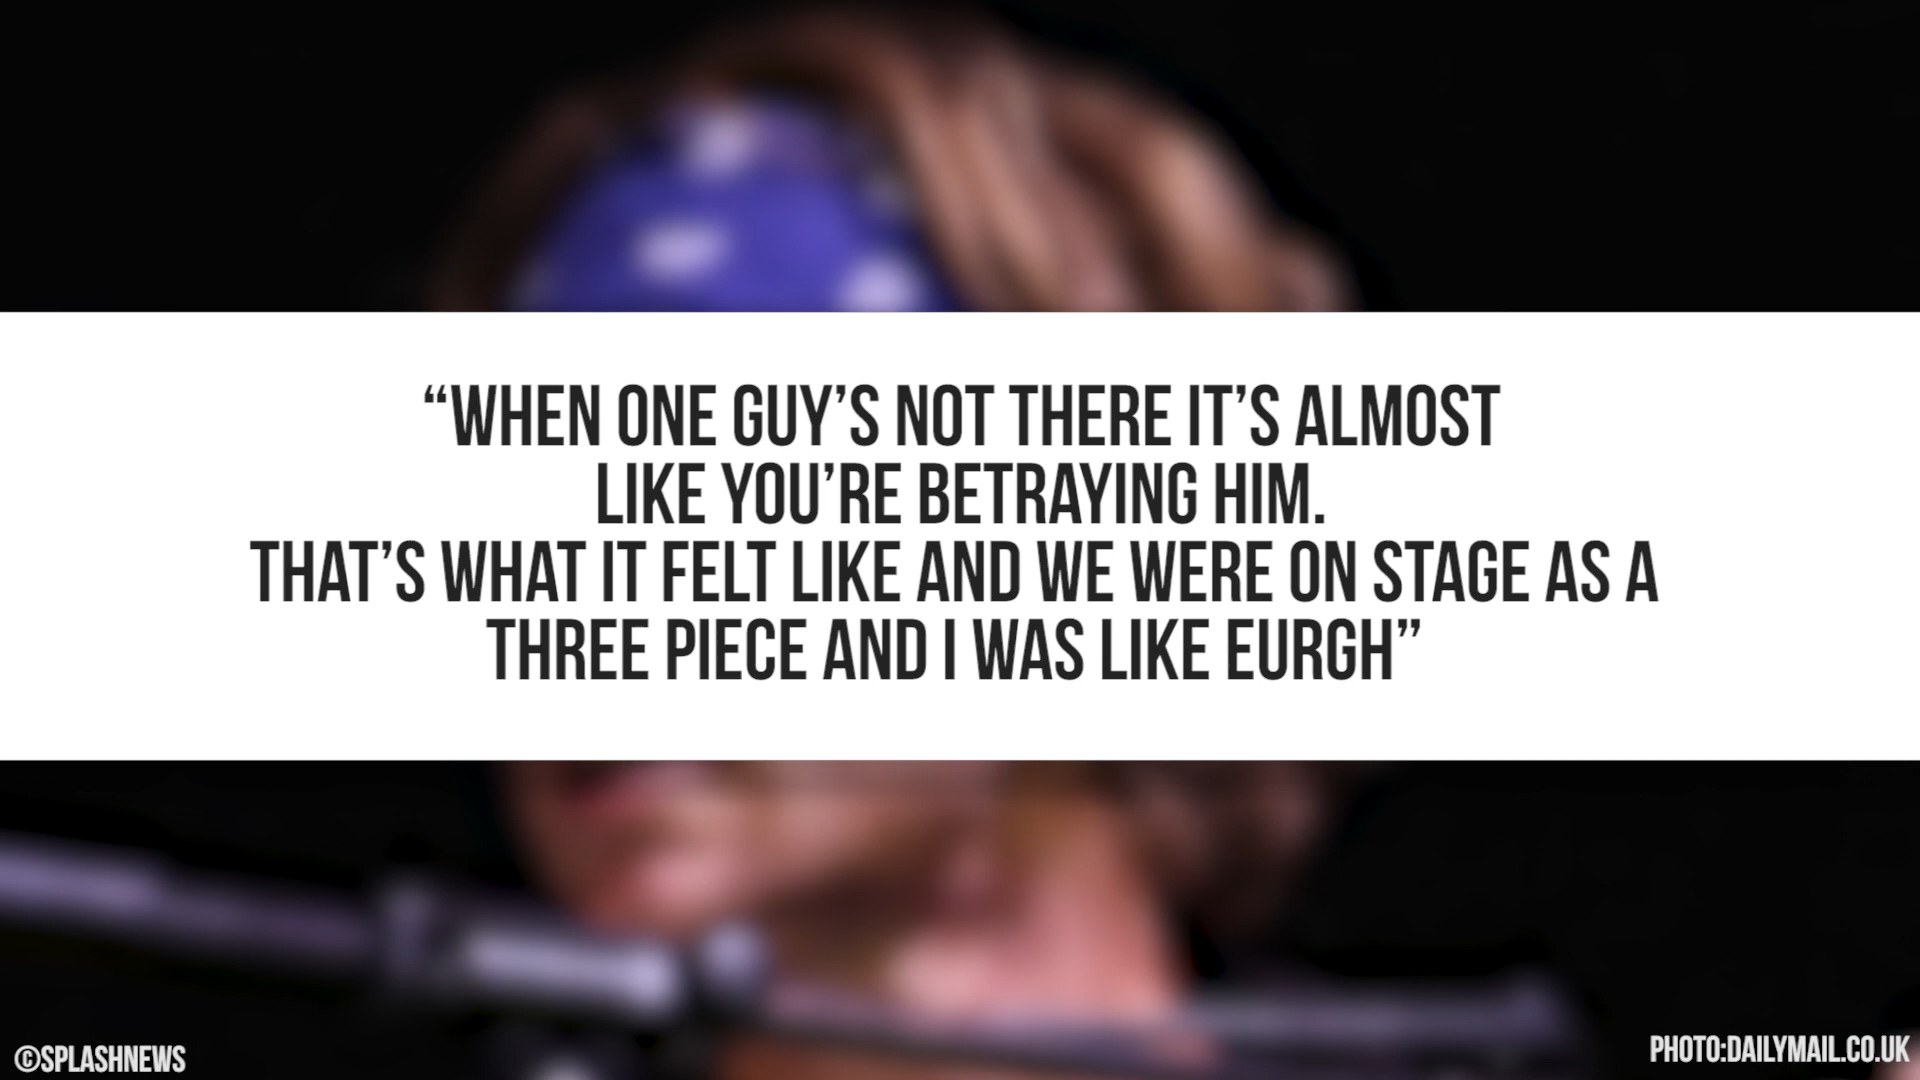 “WHEN ONE GUY’S NOT THERE IT’S ALMOST
LIKE YOU’RE BETRAYING HIM.
THAT’S WHAT IT FELT LIKE AND WE WERE ON STAGE AS A
THREE PIECE AND I WAS LIKE EURGH”
©SPLASHNEWS
PHOTO:DAILYMAIL.CO.UK